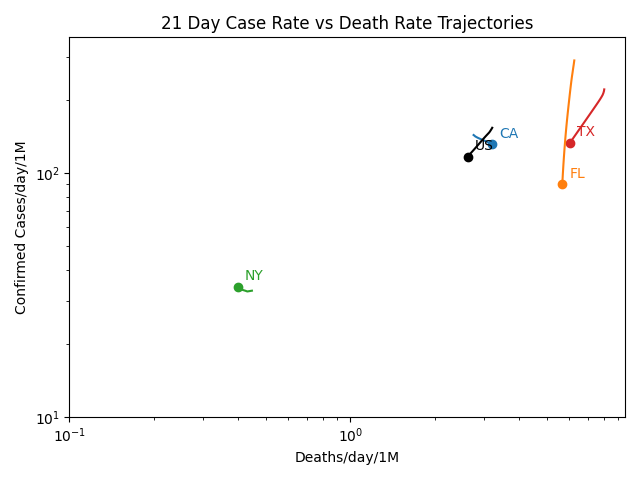 21 Day Case Rate vs Death Rate Trajectories
Confirmed Cases/day/1M
10²
10¹
CA
US
TX
FL
NY
10⁻¹
10⁰
Deaths/day/1M